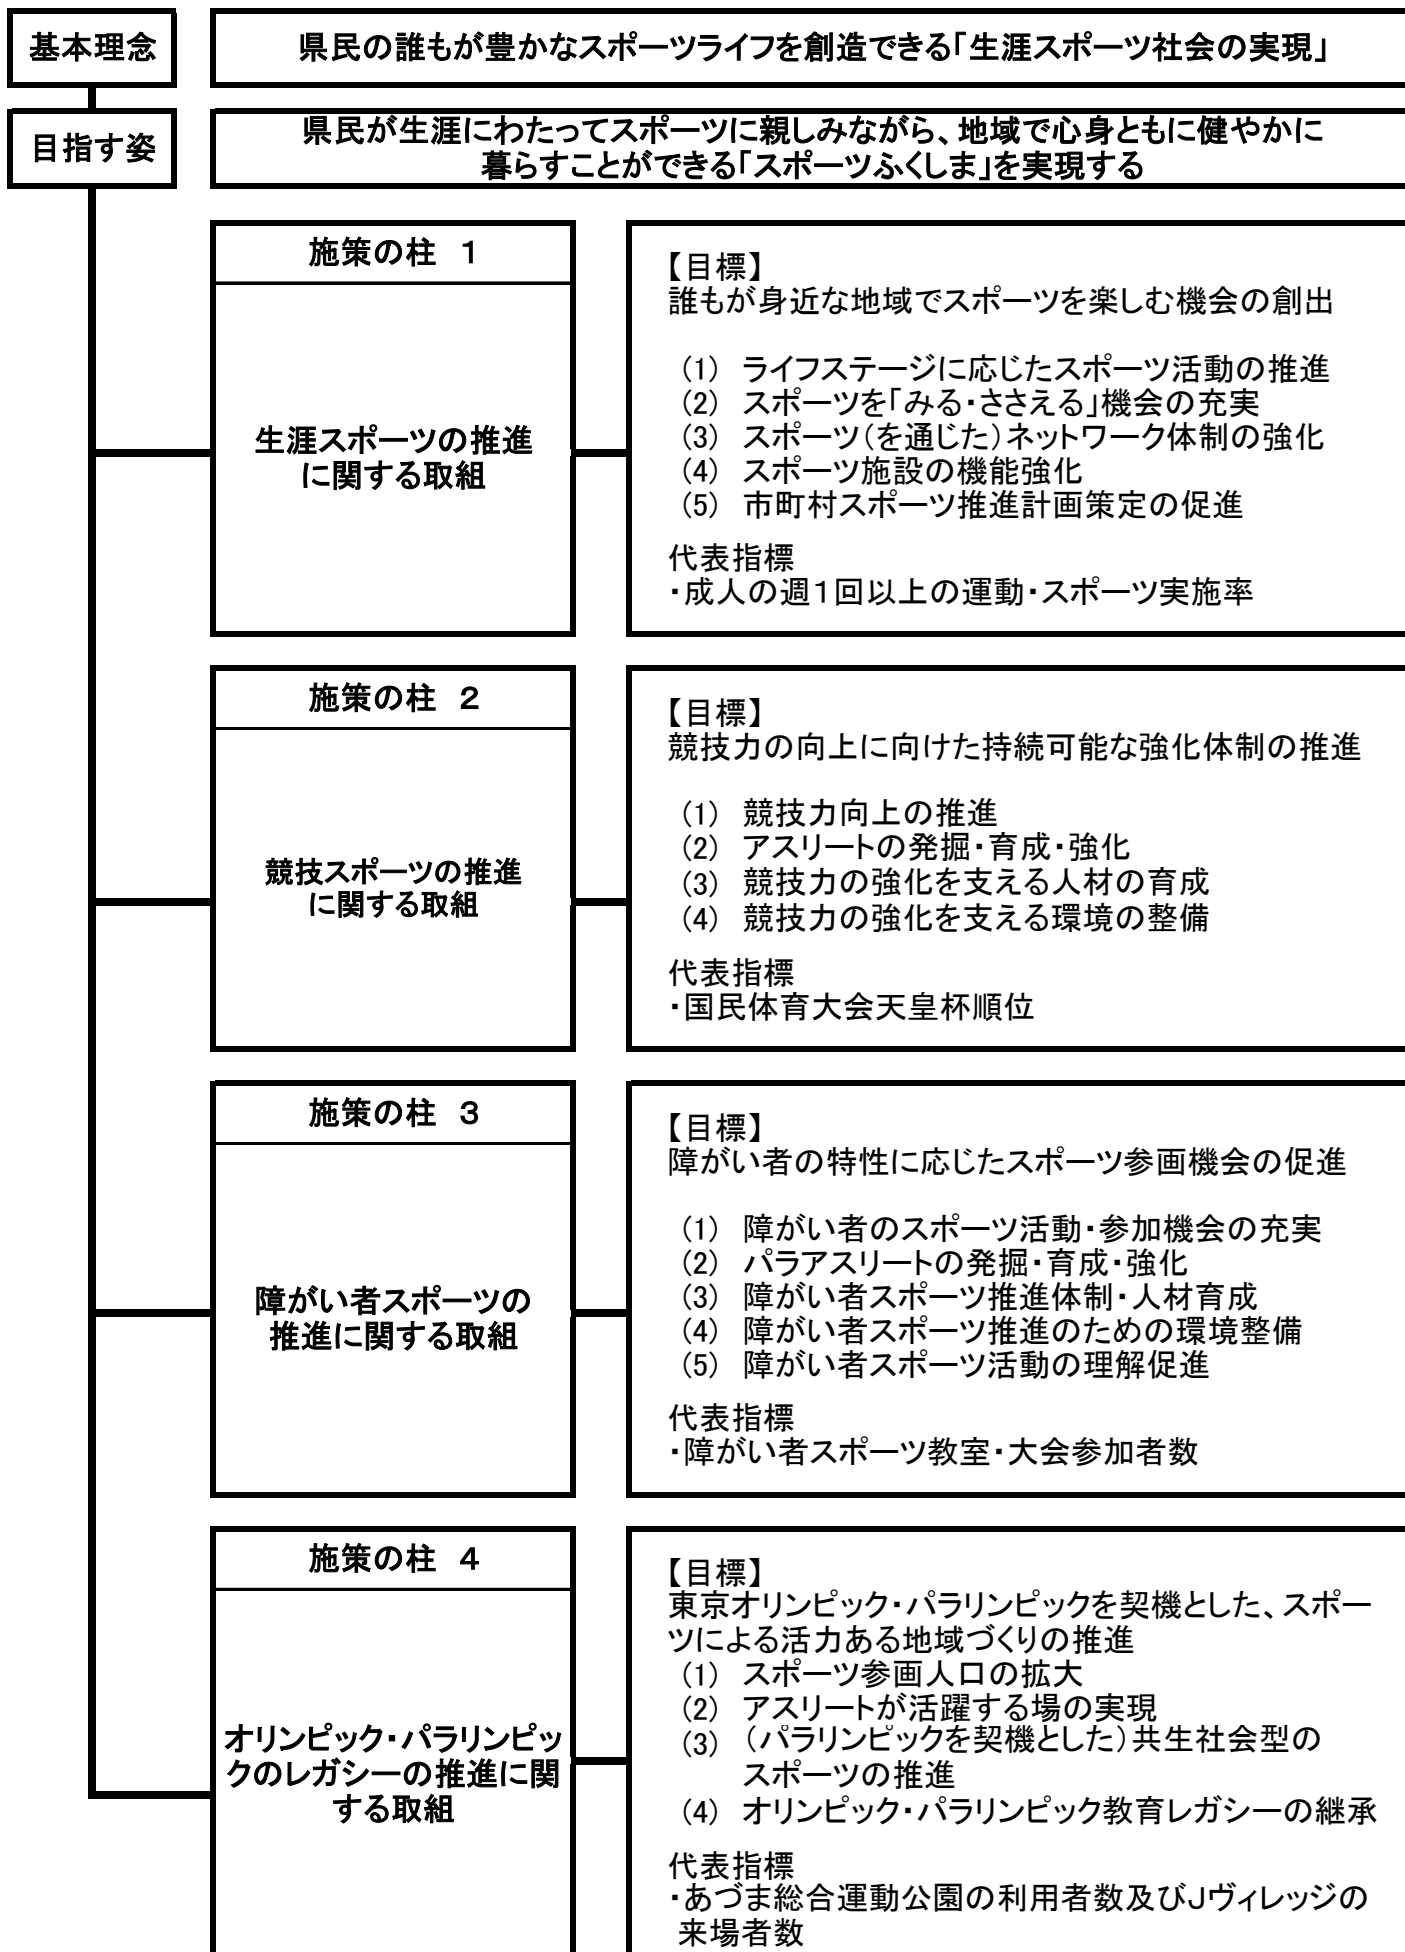 基本理念
県民の誰もが豊かなスポーツライフを創造できる「生涯スポーツ社会の実現」
目指す姿
県民が生涯にわたってスポーツに親しみながら、地域で心身ともに健やかに
暮らすことができる「スポーツふくしま」を実現する
施策の柱　１
生涯スポーツの推進
に関する取組
【目標】
誰もが身近な地域でスポーツを楽しむ機会の創出
(1)　ライフステージに応じたスポーツ活動の推進
(2)　スポーツを「みる・ささえる」機会の充実
(3)　スポーツ（を通じた）ネットワーク体制の強化
(4)　スポーツ施設の機能強化
(5)　市町村スポーツ推進計画策定の促進
代表指標
・成人の週１回以上の運動・スポーツ実施率
施策の柱　２
競技スポーツの推進
に関する取組
【目標】
競技力の向上に向けた持続可能な強化体制の推進
(1)　競技力向上の推進
(2)　アスリートの発掘・育成・強化
(3)　競技力の強化を支える人材の育成
(4)　競技力の強化を支える環境の整備
代表指標
・国民体育大会天皇杯順位
施策の柱　３
障がい者スポーツの
推進に関する取組
【目標】
障がい者の特性に応じたスポーツ参画機会の促進
(1)　障がい者のスポーツ活動・参加機会の充実
(2)　パラアスリートの発掘・育成・強化
(3)　障がい者スポーツ推進体制・人材育成
(4)　障がい者スポーツ推進のための環境整備
(5)　障がい者スポーツ活動の理解促進
代表指標
・障がい者スポーツ教室・大会参加者数
施策の柱　４
オリンピック・パラリンピッ
クのレガシーの推進に関
する取組
【目標】
東京オリンピック・パラリンピックを契機とした、スポー
ツによる活力ある地域づくりの推進
(1)　スポーツ参画人口の拡大
(2)　アスリートが活躍する場の実現
(3)　（パラリンピックを契機とした）共生社会型の
スポーツの推進
(4)　オリンピック・パラリンピック教育レガシーの継承
代表指標
・あづま総合運動公園の利用者数及びＪヴィレッジの
来場者数